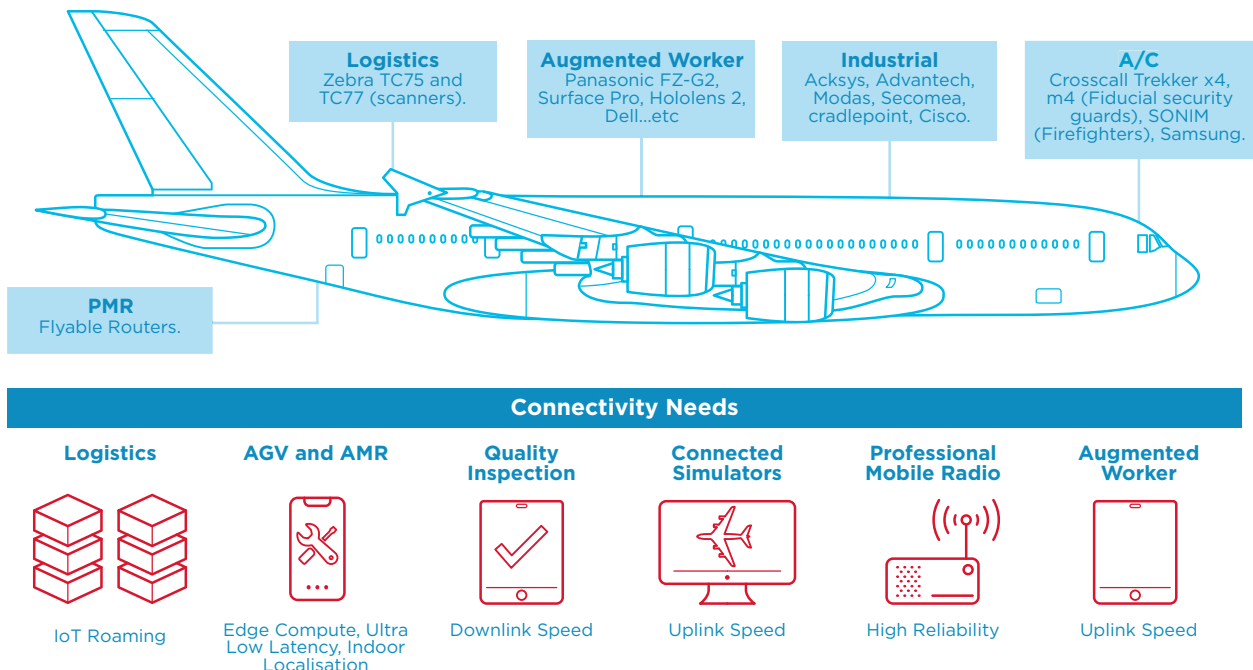 Logistics
Zebra TC75 and
TC77 (scanners).
Augmented Worker
Panasonic FZ-G2,
Surface Pro, Hololens 2,
Dell...etc
Industrial
Acksys, Advantech,
Modas, Secomea,
cradlepoint, Cisco.
A/C
Crosscall Trekker x4,
m4 (Fiducial security
guards), SONIM
(Firefighters), Samsung.
PMR
Flyable Routers.
Connectivity Needs
Logistics
IoT Roaming
AGV and AMR
Edge Compute, Ultra
Low Latency, Indoor
Localisation
Quality
Inspection
Downlink Speed
Connected
Simulators
Uplink Speed
Professional
Mobile Radio
High Reliability
Augmented
Worker
Uplink Speed